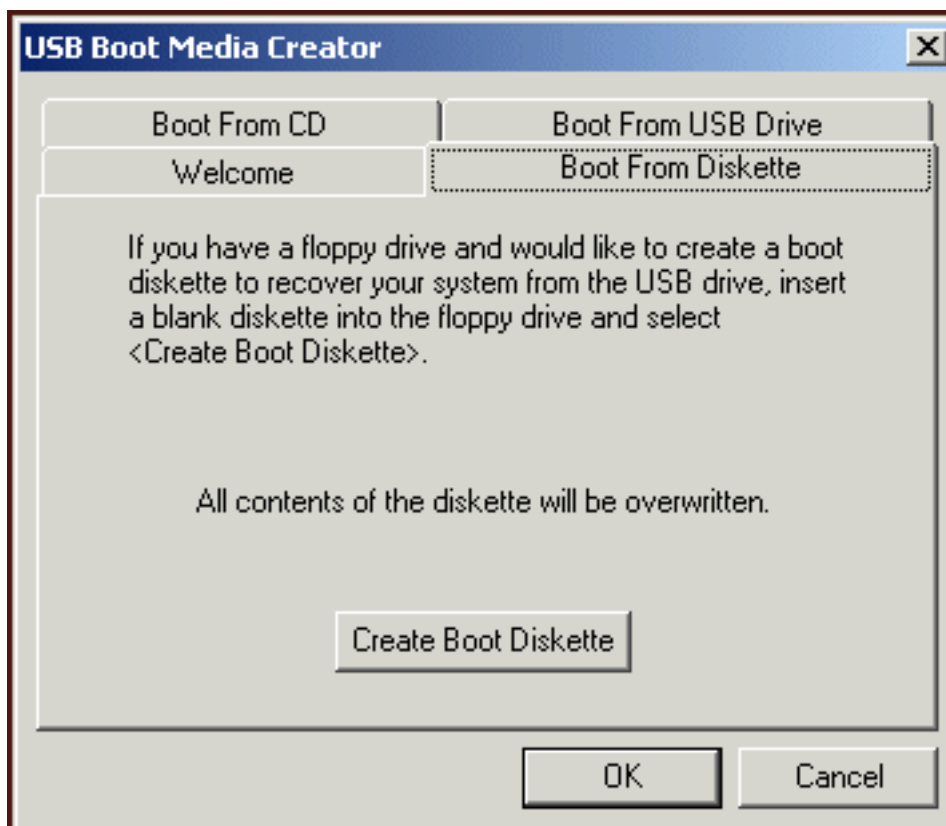 USB Boot Media Creator
Boot From CD
Boot From USB Drive
Welcome
Boot From Diskette
If you have a floppy drive and would like to create a boot
diskette to recover your system from the USB drive, insert
a blank diskette into the floppy drive and select
<Create Boot Diskette>.
All contents of the diskette will be overwritten.
Create Boot Diskette
OK
Cancel